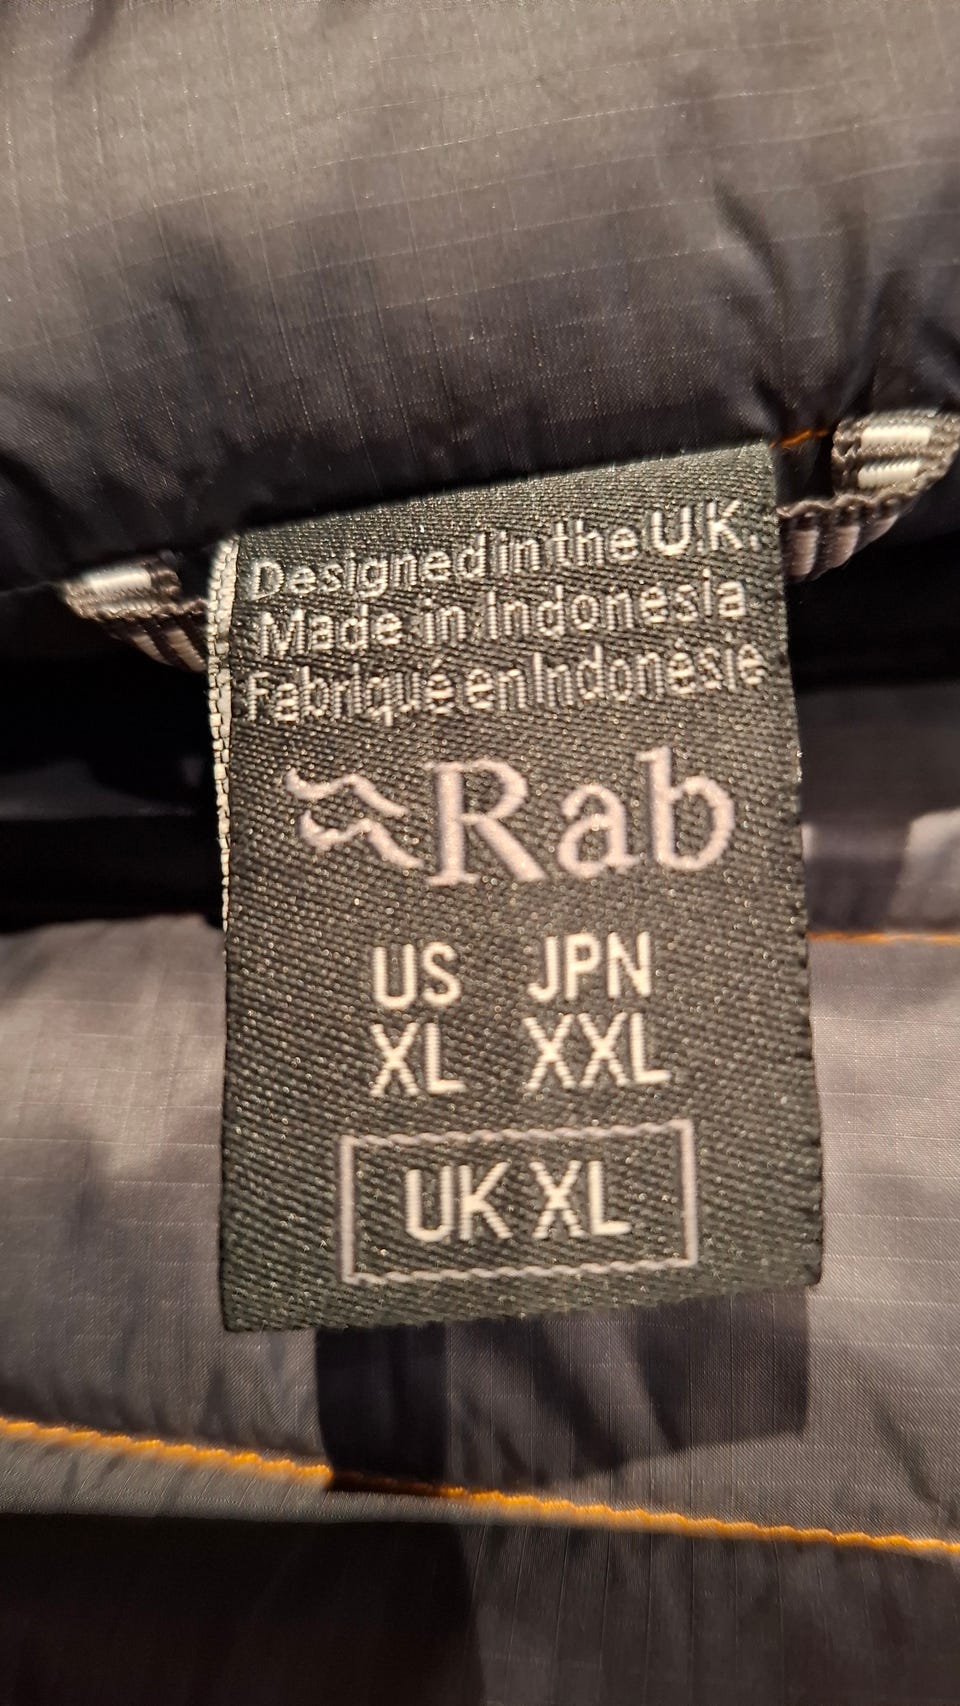 Designed in the U.K.
Made in Indonesia
Fabriqué en Indonésie
Rab
US JPN
XL XXL
UK XL